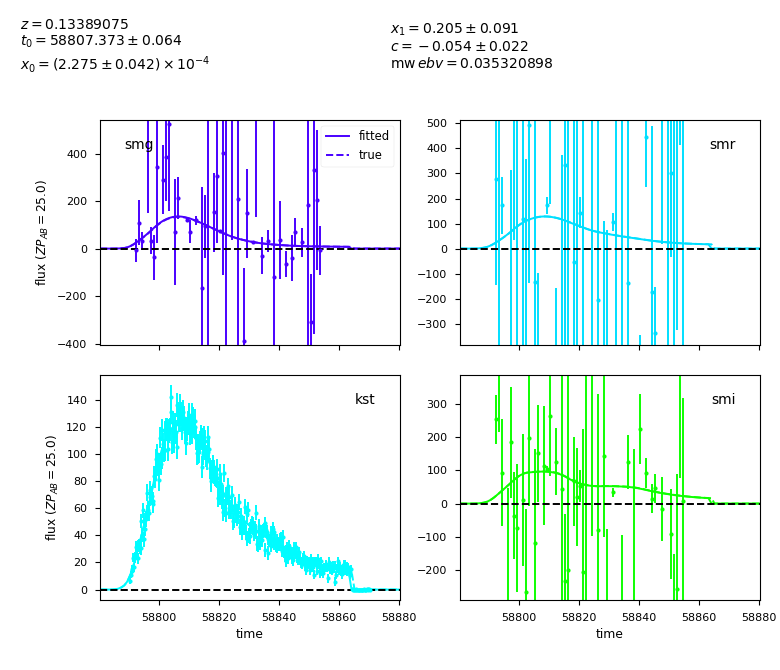 z = 0.13389075
t₀ = 58807.373 ± 0.064
x₀ = (2.275 ± 0.042) × 10⁻⁴
x₁ = 0.205 ± 0.091
c = −0.054 ± 0.022
mw ebv = 0.035320898
smg
fitted
true
400
200
0
−200
−400
flux (ZP_AB = 25.0)
smr
500
400
300
200
100
0
−100
−200
−300
kst
140
120
100
80
60
40
20
0
flux (ZP_AB = 25.0)
58800 58820 58840 58860 58880
time
smi
300
200
100
0
−100
−200
58800 58820 58840 58860 58880
time